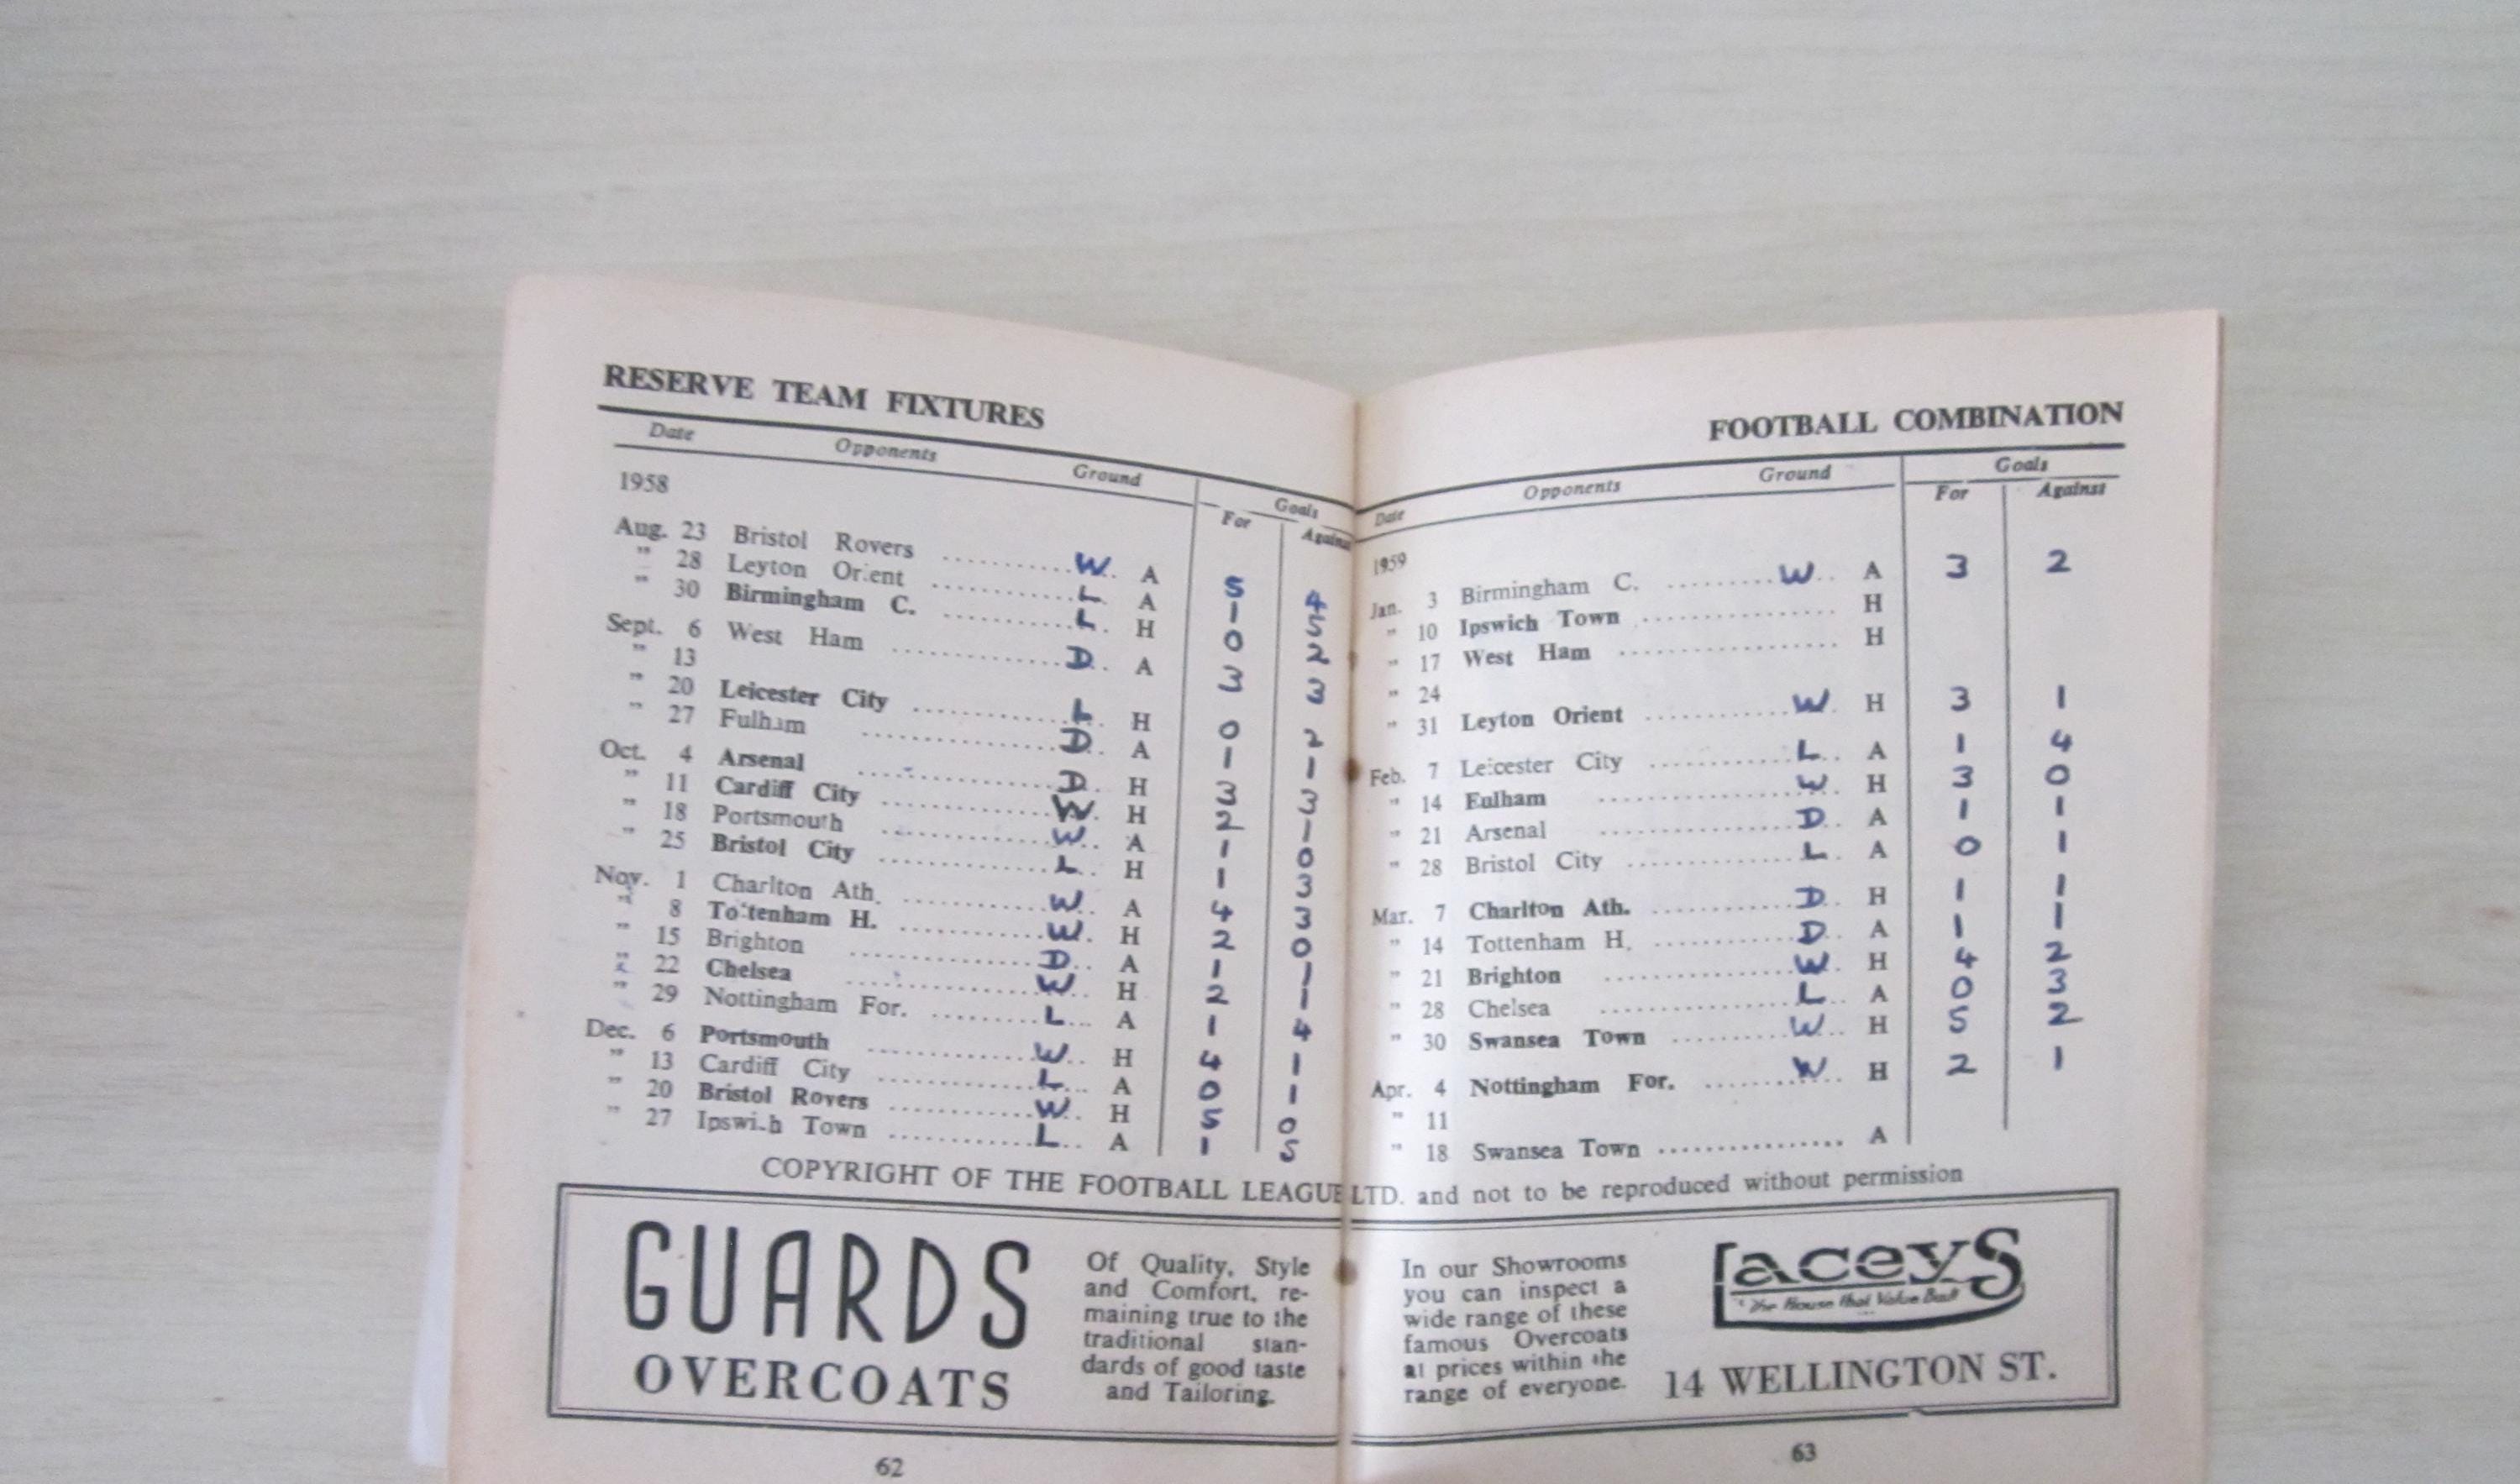 RESERVE TEAM FIXTURES
Date Opponents Ground Goals
For Against
1958
Aug. 23 Bristol Rovers W A 5 4
" 28 Leyton Orient L A 1 5
" 30 Birmingham C. L H 0 2
Sept. 6 West Ham D A 3 3
" 13
" 20 Leicester City L H 0 2
" 27 Fulham D A 1 1
Oct. 4 Arsenal D H 3 3
" 11 Cardiff City W H 2 1
" 18 Portsmouth W A 1 0
" 25 Bristol City L H 1 3
Nov. 1 Charlton Ath. W A 4 3
" 8 Tottenham H. W H 2 0
" 15 Brighton D A 1 1
" 22 Chelsea W H 2 1
" 29 Nottingham For. L A 1 4
Dec. 6 Portsmouth W H 4 1
" 13 Cardiff City L A 0 1
" 20 Bristol Rovers W H 5 0
" 27 Ipswich Town L A 1 5
FOOTBALL COMBINATION
Date Opponents Ground Goals
For Against
1959
Jan. 3 Birmingham C. W A 3 2
" 10 Ipswich Town H
" 17 West Ham H
" 24
" 31 Leyton Orient W H 3 1
Feb. 7 Leicester City L A 1 4
" 14 Fulham W H 3 0
" 21 Arsenal D A 1 1
" 28 Bristol City L A 0 1
Mar. 7 Charlton Ath. D H 1 1
" 14 Tottenham H. D A 1 1
" 21 Brighton W H 4 2
" 28 Chelsea L A 0 3
" 30 Swansea Town W H 5 2
Apr. 4 Nottingham For. W H 2 1
" 11
" 18 Swansea Town A
COPYRIGHT OF THE FOOTBALL LEAGUE LTD. and not to be reproduced without permission
GUARDS
OVERCOATS
Of Quality, Style
and Comfort, re-
maining true to the
traditional stan-
dards of good taste
and Tailoring.
In our Showrooms
you can inspect a
wide range of these
famous Overcoats
at prices within the
range of everyone.
Laceys
"The House that Value Built"
14 WELLINGTON ST.
62
63